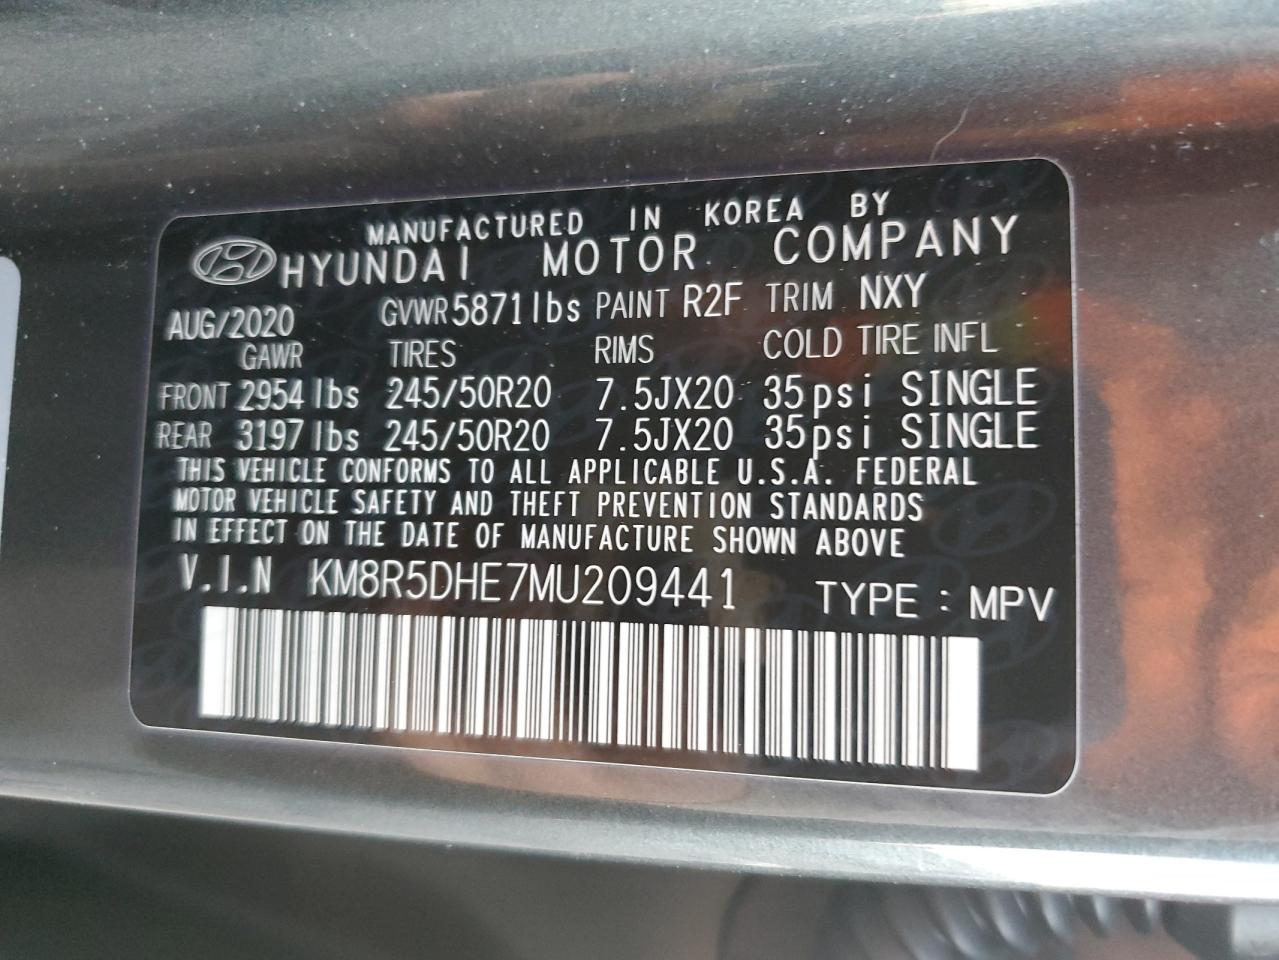 MANUFACTURED IN KOREA BY
HYUNDAI MOTOR COMPANY
AUG/2020 GVWR 5871lbs PAINT R2F TRIM NXY
GAWR TIRES RIMS COLD TIRE INFL
FRONT 2954 lbs 245/50R20 7.5JX20 35psi SINGLE
REAR 3197 lbs 245/50R20 7.5JX20 35psi SINGLE
THIS VEHICLE CONFORMS TO ALL APPLICABLE U.S.A. FEDERAL
MOTOR VEHICLE SAFETY AND THEFT PREVENTION STANDARDS
IN EFFECT ON THE DATE OF MANUFACTURE SHOWN ABOVE
V.I.N KM8R5DHE7MU209441 TYPE : MPV